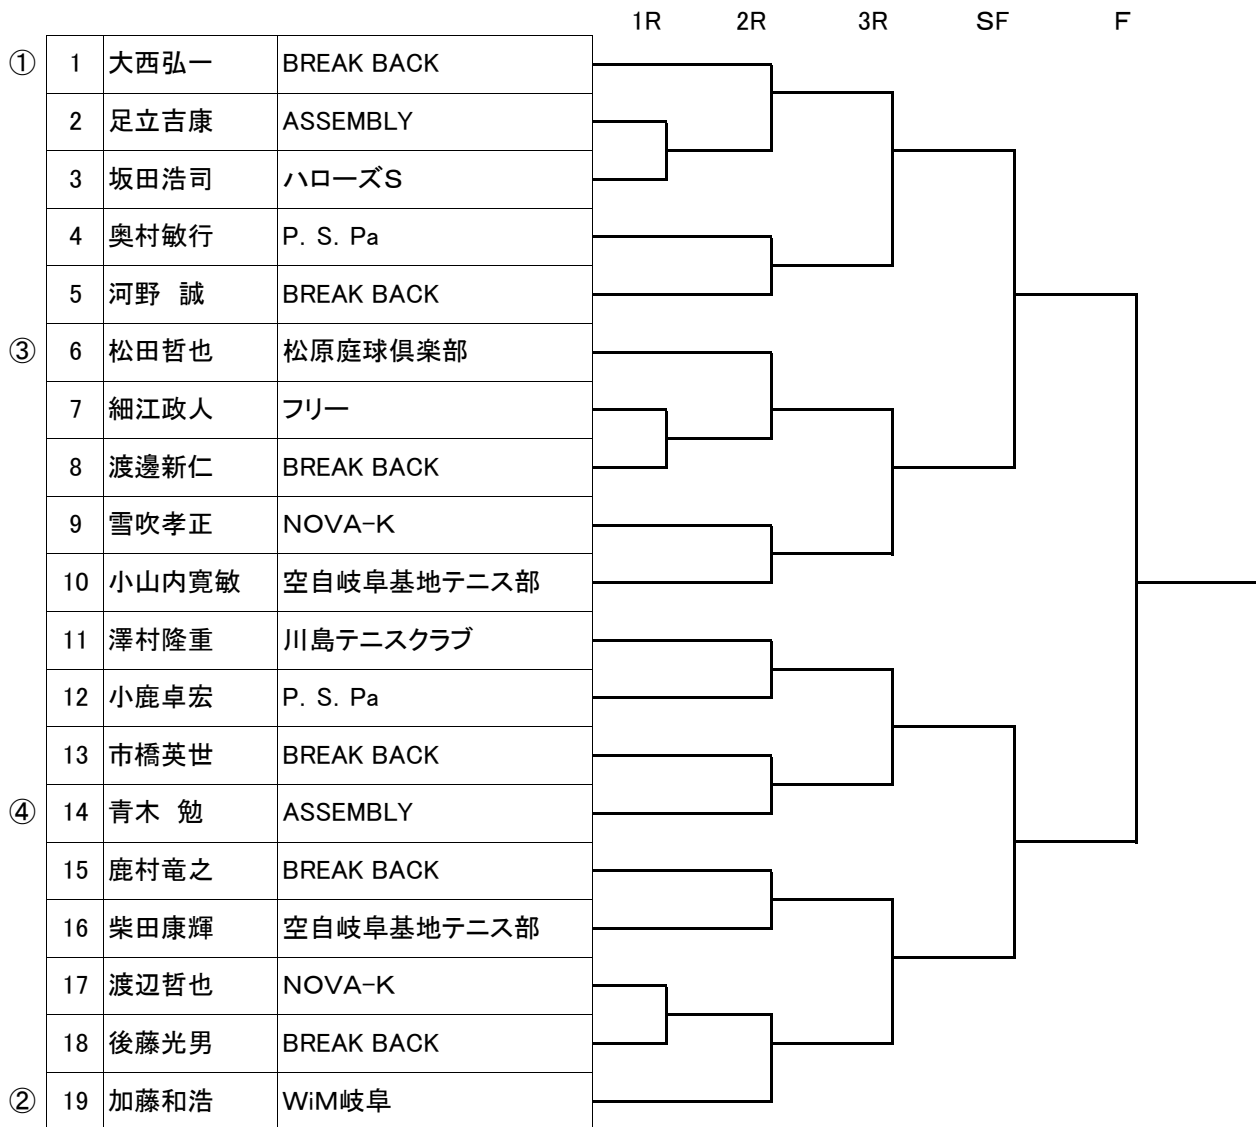 1R 2R 3R SF F
① 1 大西弘一 BREAK BACK
2 足立吉康 ASSEMBLY
3 坂田浩司 ハローズS
4 奥村敏行 P. S. Pa
5 河野　誠 BREAK BACK
③ 6 松田哲也 松原庭球倶楽部
7 細江政人 フリー
8 渡邊新仁 BREAK BACK
9 雪吹孝正 NOVA-K
10 小山内寛敏 空自岐阜基地テニス部
11 澤村隆重 川島テニスクラブ
12 小鹿卓宏 P. S. Pa
13 市橋英世 BREAK BACK
④ 14 青木　勉 ASSEMBLY
15 鹿村竜之 BREAK BACK
16 柴田康輝 空自岐阜基地テニス部
17 渡辺哲也 NOVA-K
18 後藤光男 BREAK BACK
② 19 加藤和浩 WiM岐阜